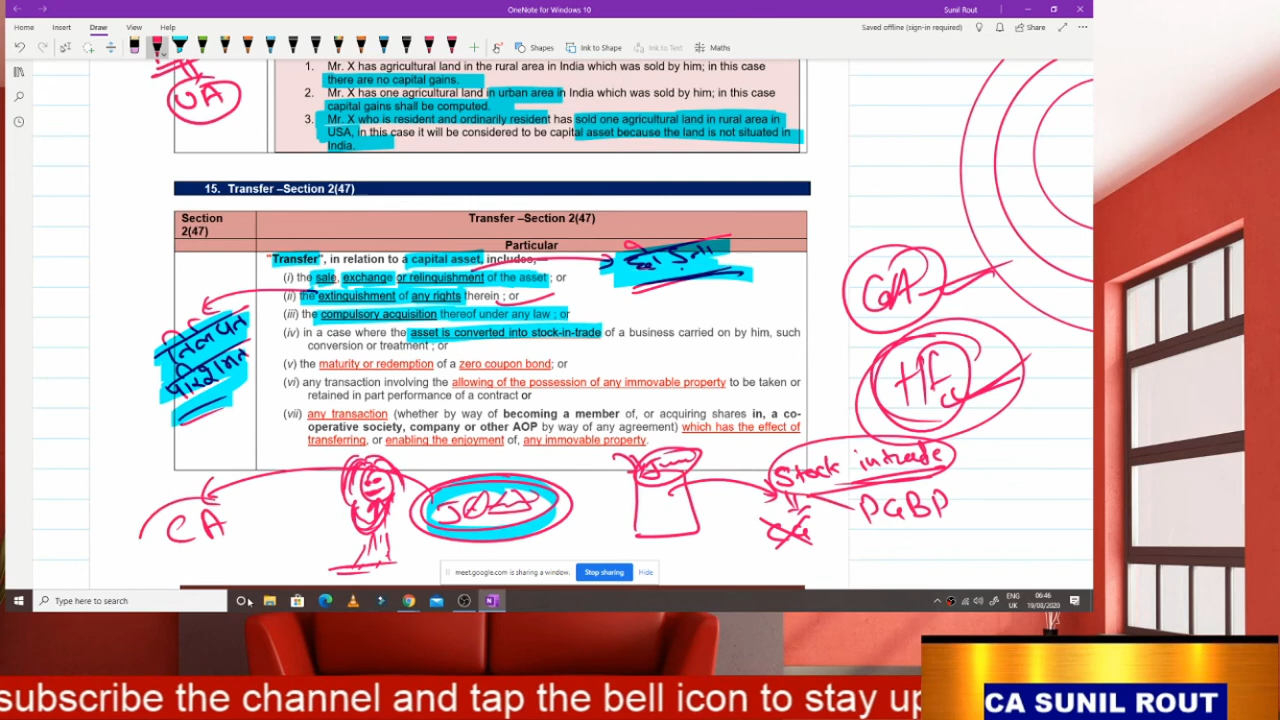 OneNote for Windows 10
Sunil Rout
Home Insert Draw View Help
Saved offline (sign-in required)
Share
Shapes Ink to Shape Ink to Text Maths
1. Mr. X has agricultural land in the rural area in India which was sold by him; in this case
there are no capital gains.
2. Mr. X has one agricultural land in urban area in India which was sold by him; in this case
capital gains shall be computed.
3. Mr. X who is resident and ordinarily resident has sold one agricultural land in rural area in
USA, in this case it will be considered to be capital asset because the land is not situated in
India.
UA
15. Transfer –Section 2(47)
Section
2(47)
Transfer –Section 2(47)
Particular
"Transfer", in relation to a capital asset, includes,—
(i) the sale, exchange or relinquishment of the asset ; or
(ii) the extinguishment of any rights therein ; or
(iii) the compulsory acquisition thereof under any law ; or
(iv) in a case where the asset is converted into stock-in-trade of a business carried on by him, such
conversion or treatment ; or
(v) the maturity or redemption of a zero coupon bond; or
(vi) any transaction involving the allowing of the possession of any immovable property to be taken or
retained in part performance of a contract or
(vii) any transaction (whether by way of becoming a member of, or acquiring shares in, a co-
operative society, company or other AOP by way of any agreement) which has the effect of
transferring, or enabling the enjoyment of, any immovable property.
HF
Stock in trade
PGBP
CA
meet.google.com is sharing a window. Stop sharing Hide
Type here to search
ENG
UK
06:46
19/08/2020
subscribe the channel and tap the bell icon to stay up
CA SUNIL ROUT